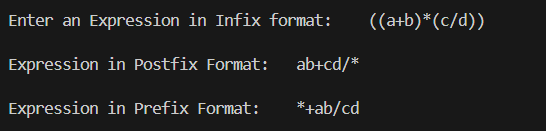 Enter an Expression in Infix format:    ((a+b)*(c/d))
Expression in Postfix Format:   ab+cd/*
Expression in Prefix Format:    *+ab/cd